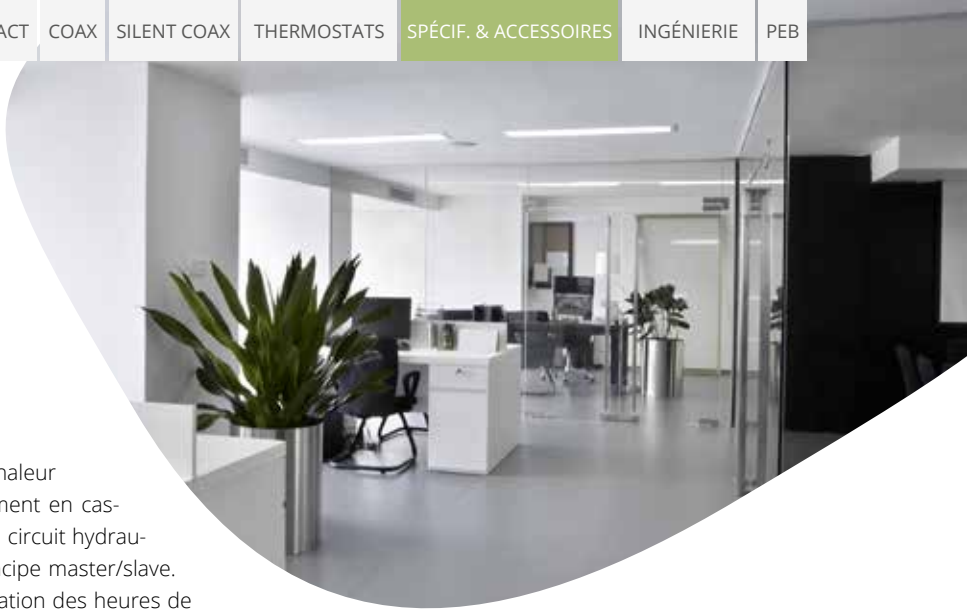 ACT COAX SILENT COAX THERMOSTATS SPÉCIF. & ACCESSOIRES INGÉNIERIE PEB
haleur
ment en cas-
circuit hydrau-
cipe master/slave.
ation des heures de